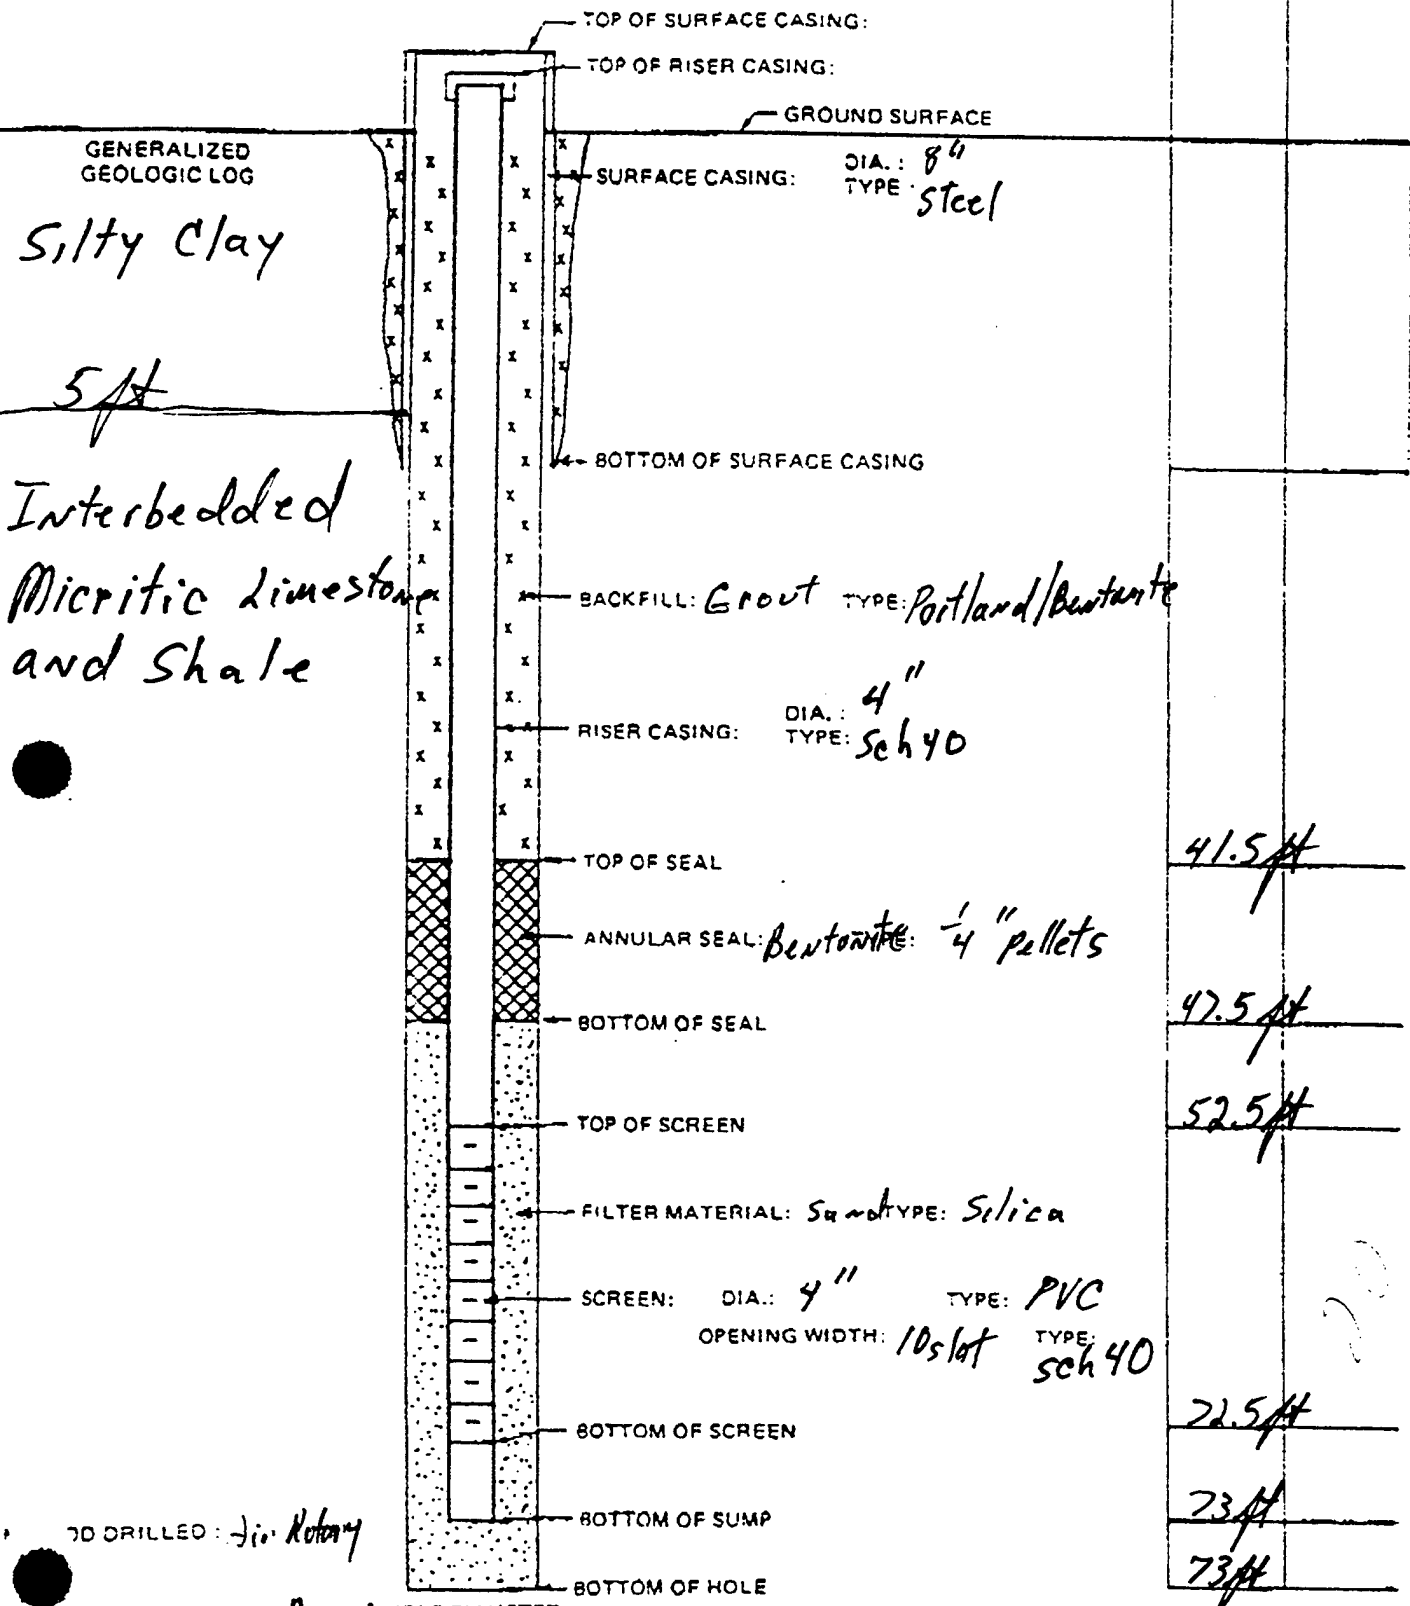 TOP OF SURFACE CASING:
TOP OF RISER CASING:
GROUND SURFACE
GENERALIZED
GEOLOGIC LOG
SURFACE CASING: DIA.: 8"
TYPE: Steel
Silty Clay
5 ft
BOTTOM OF SURFACE CASING
Interbedded
Micritic Limestone
and Shale
BACKFILL: Grout TYPE: Portland/Bentonite
RISER CASING: DIA.: 4"
TYPE: Sch 40
TOP OF SEAL 41.5 ft
ANNULAR SEAL: Bentonite: 1/4" pellets
BOTTOM OF SEAL 47.5 ft
TOP OF SCREEN 52.5 ft
FILTER MATERIAL: Sand TYPE: Silica
SCREEN: DIA.: 4" TYPE: PVC
OPENING WIDTH: 10 slot TYPE: sch 40
BOTTOM OF SCREEN 72.5 ft
BOTTOM OF SUMP 73 ft
OD DRILLED: Air Rotary
BOTTOM OF HOLE 73 ft